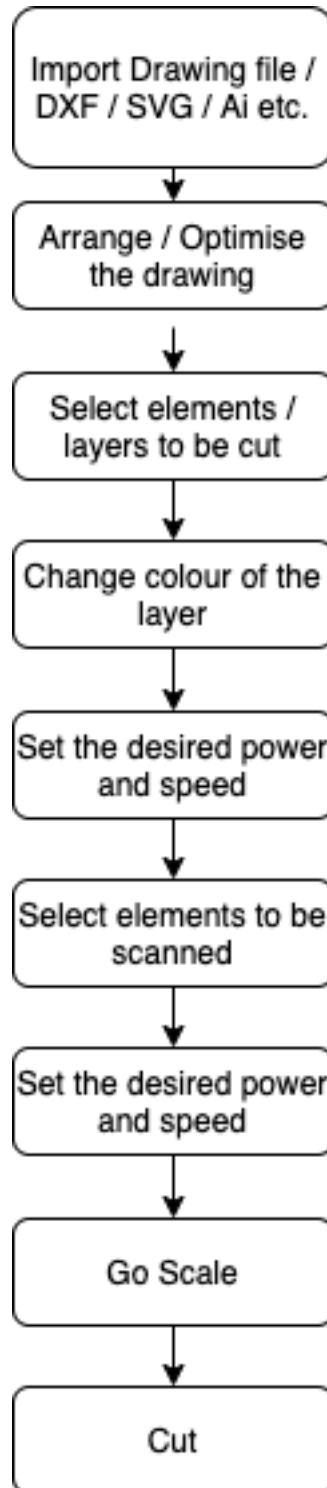 Import Drawing file /
DXF / SVG / Ai etc.
Arrange / Optimise
the drawing
Select elements /
layers to be cut
Change colour of the
layer
Set the desired power
and speed
Select elements to be
scanned
Set the desired power
and speed
Go Scale
Cut